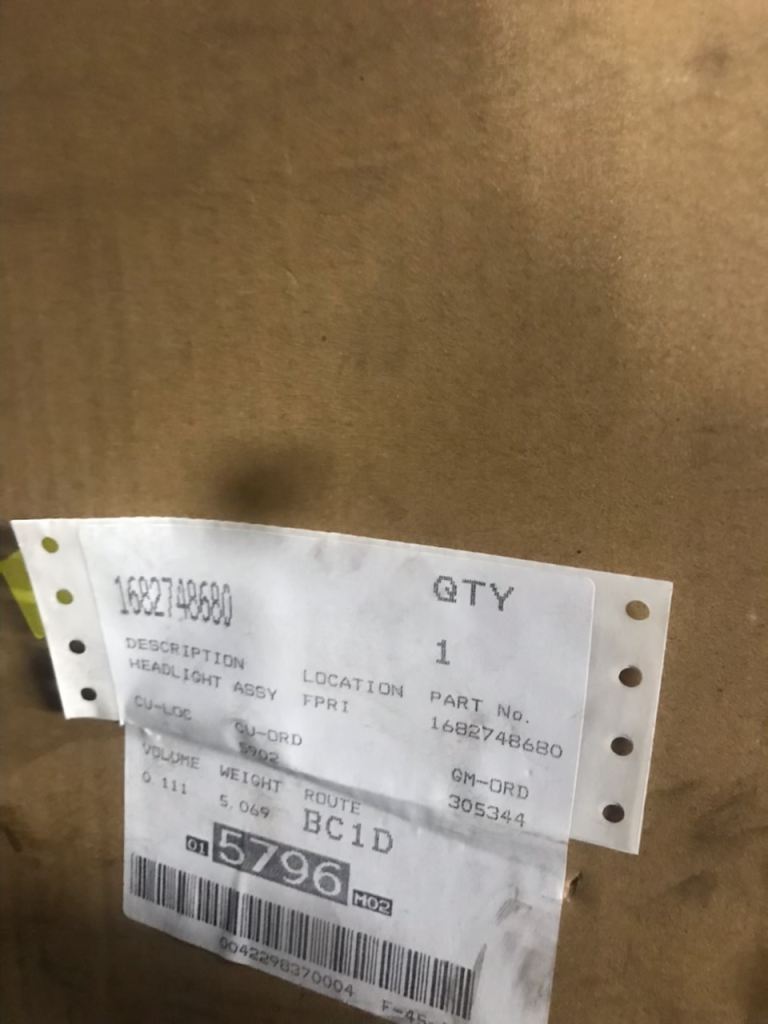 1682748680
QTY
1
DESCRIPTION
HEADLIGHT ASSY
LOCATION
FPRI
PART No.
1682748680
CU-LOC
CU-ORD
5902
GM-ORD
305344
VOLUME
0.111
WEIGHT
5.069
ROUTE
BC1D
01 5796 M02
0042298370004
F-45-